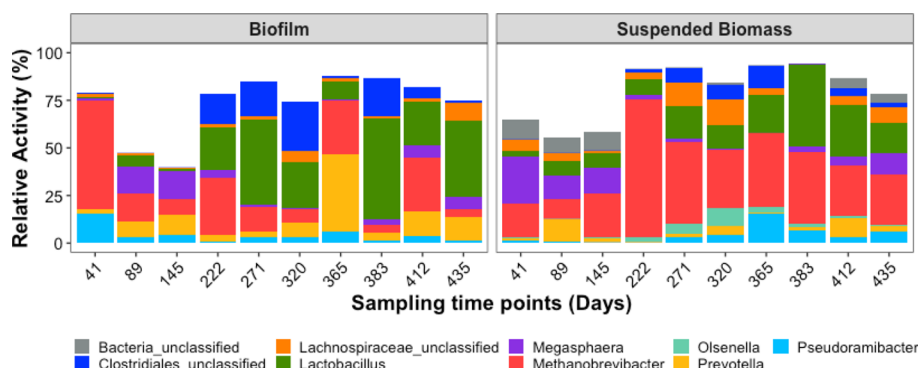 Biofilm Suspended Biomass
Relative Activity (%)
100
75
50
25
0
41 89 145 222 271 320 365 383 412 435 41 89 145 222 271 320 365 383 412 435
Sampling time points (Days)
Bacteria_unclassified Lachnospiraceae_unclassified Megasphaera Olsenella Pseudoramibacter
Clostridiales_unclassified Lactobacillus Methanobrevibacter Prevotella